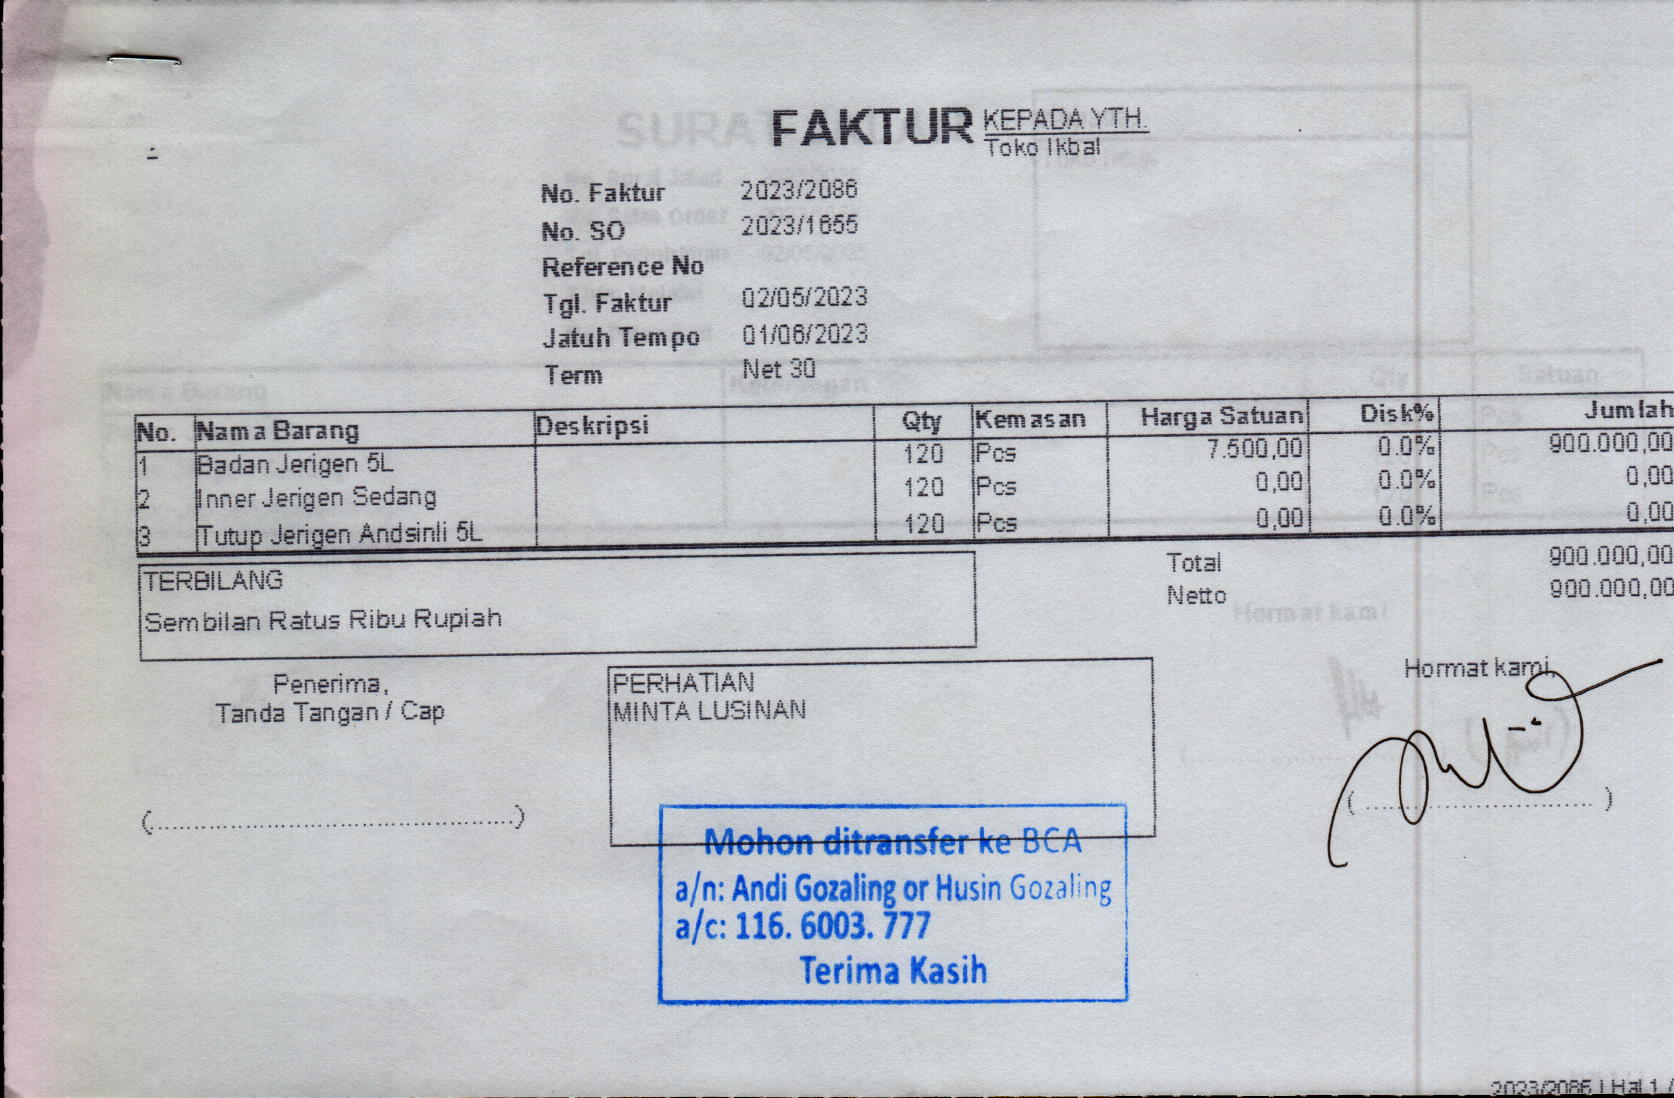 FAKTUR
KEPADA YTH.
Toko Ikbal
No. Faktur 2023/2086
No. SO 2023/1655
Reference No
Tgl. Faktur 02/05/2023
Jatuh Tempo 01/06/2023
Term Net 30
No. Nama Barang Deskripsi Qty Kemasan Harga Satuan Disk% Jumlah
1 Badan Jerigen 5L 120 Pcs 7.500,00 0.0% 900.000,00
2 Inner Jerigen Sedang 120 Pcs 0,00 0.0% 0,00
3 Tutup Jerigen Andsinli 5L 120 Pcs 0,00 0.0% 0,00
Total 900.000,00
Netto 900.000,00
TERBILANG
Sembilan Ratus Ribu Rupiah
Penerima,
Tanda Tangan / Cap
(.................................................)
PERHATIAN
MINTA LUSINAN
Hormat kami,
(..............................)
Mohon ditransfer ke BCA
a/n: Andi Gozaling or Husin Gozaling
a/c: 116. 6003. 777
Terima Kasih
2023/2086 | Hal 1 /